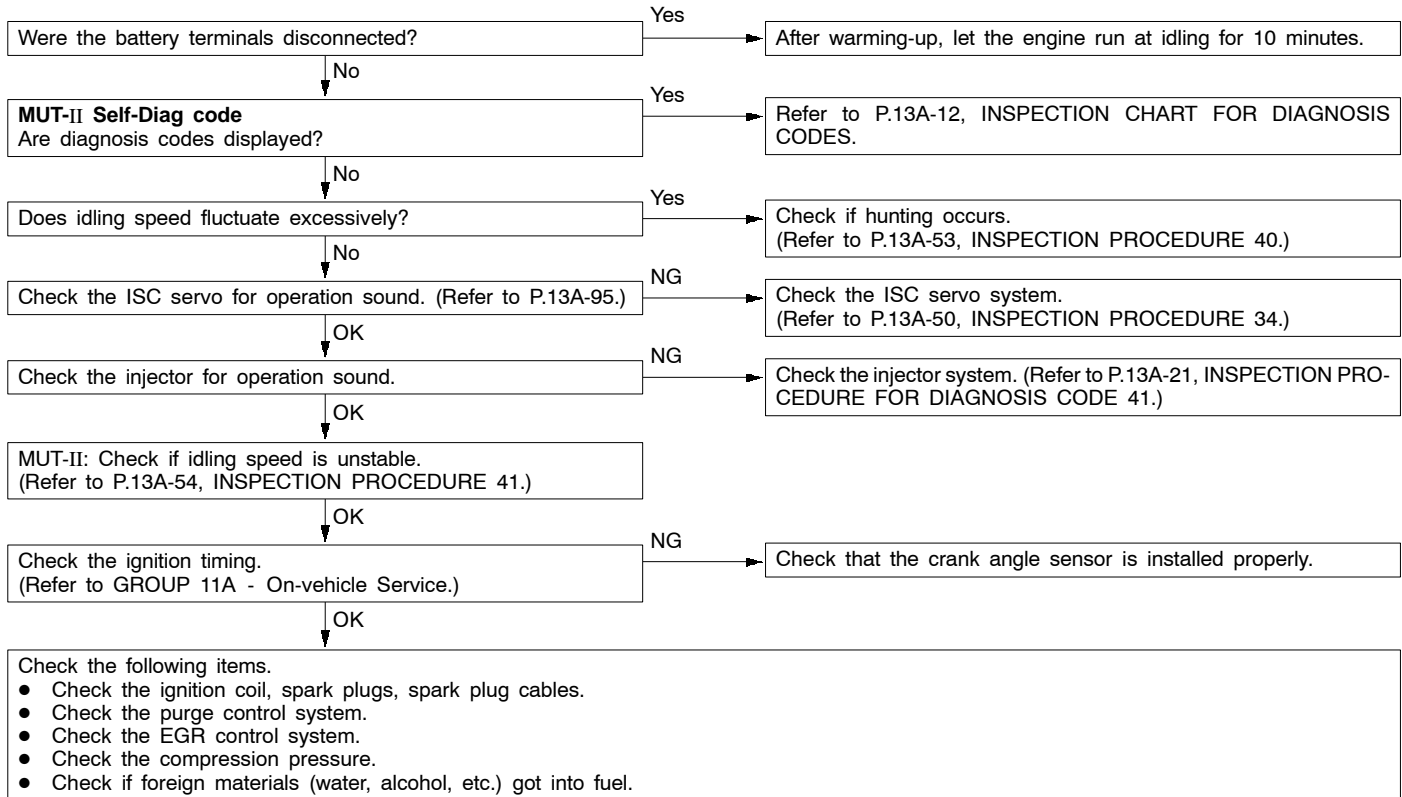 Were the battery terminals disconnected?
Yes
After warming-up, let the engine run at idling for 10 minutes.
No
MUT-II Self-Diag code
Are diagnosis codes displayed?
Yes
Refer to P.13A-12, INSPECTION CHART FOR DIAGNOSIS
CODES.
No
Does idling speed fluctuate excessively?
Yes
Check if hunting occurs.
(Refer to P.13A-53, INSPECTION PROCEDURE 40.)
No
Check the ISC servo for operation sound. (Refer to P.13A-95.)
NG
Check the ISC servo system.
(Refer to P.13A-50, INSPECTION PROCEDURE 34.)
OK
Check the injector for operation sound.
NG
Check the injector system. (Refer to P.13A-21, INSPECTION PRO-
CEDURE FOR DIAGNOSIS CODE 41.)
OK
MUT-II: Check if idling speed is unstable.
(Refer to P.13A-54, INSPECTION PROCEDURE 41.)
OK
Check the ignition timing.
(Refer to GROUP 11A - On-vehicle Service.)
NG
Check that the crank angle sensor is installed properly.
OK
Check the following items.
● Check the ignition coil, spark plugs, spark plug cables.
● Check the purge control system.
● Check the EGR control system.
● Check the compression pressure.
● Check if foreign materials (water, alcohol, etc.) got into fuel.